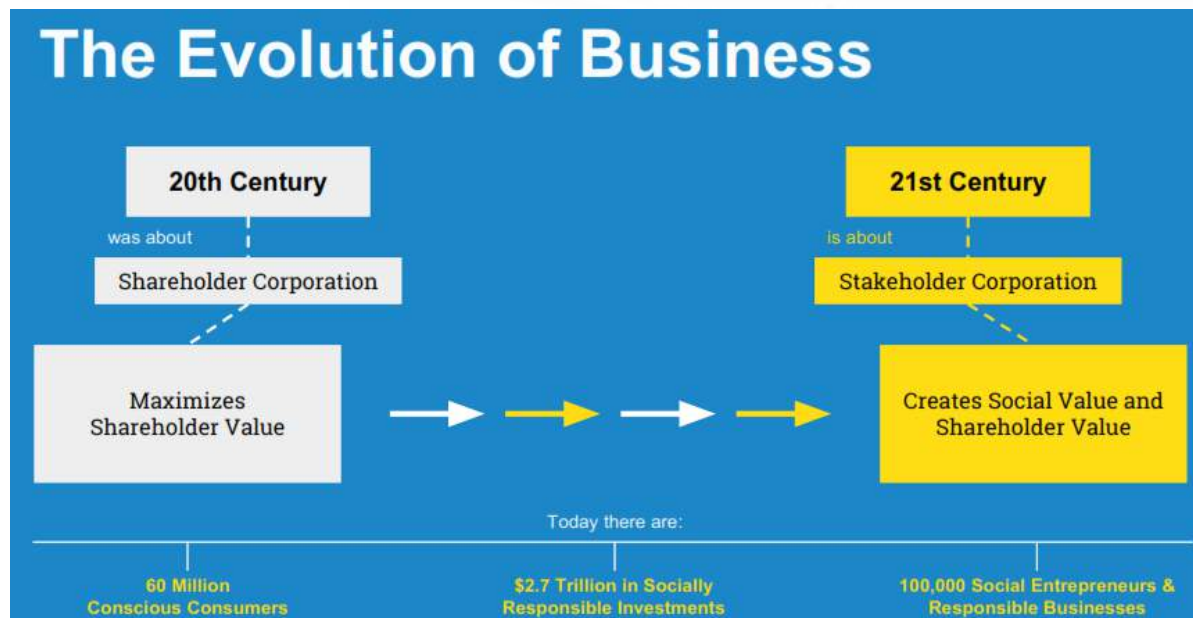 The Evolution of Business
20th Century
was about
Shareholder Corporation
Maximizes
Shareholder Value
21st Century
is about
Stakeholder Corporation
Creates Social Value and
Shareholder Value
Today there are:
60 Million
Conscious Consumers
$2.7 Trillion in Socially
Responsible Investments
100,000 Social Entrepreneurs &
Responsible Businesses